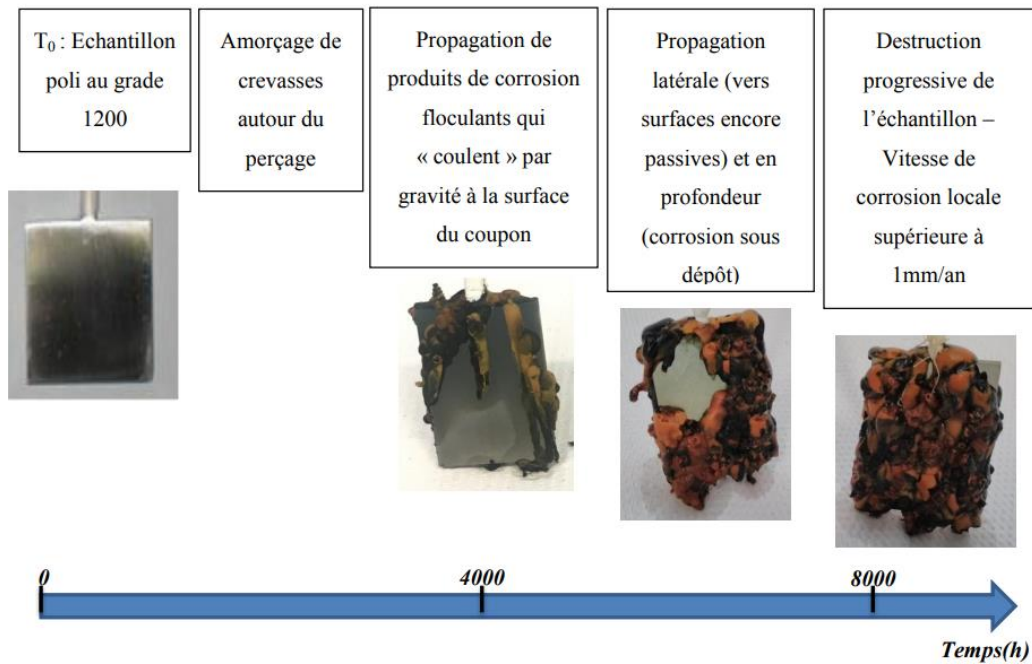 T0 : Echantillon
poli au grade
1200
Amorçage de
crevasses
autour du
perçage
Propagation de
produits de corrosion
floculants qui
« coulent » par
gravité à la surface
du coupon
Propagation
latérale (vers
surfaces encore
passives) et en
profondeur
(corrosion sous
dépôt)
Destruction
progressive de
l’échantillon –
Vitesse de
corrosion locale
supérieure à
1mm/an
0
4000
8000
Temps(h)